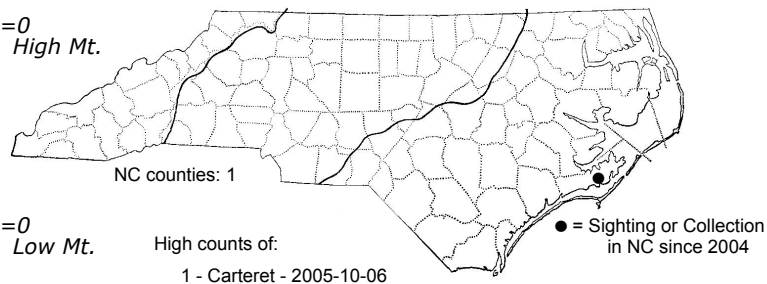 =0
High Mt.
NC counties: 1
=0
Low Mt.
High counts of:
1 - Carteret - 2005-10-06
● = Sighting or Collection
in NC since 2004